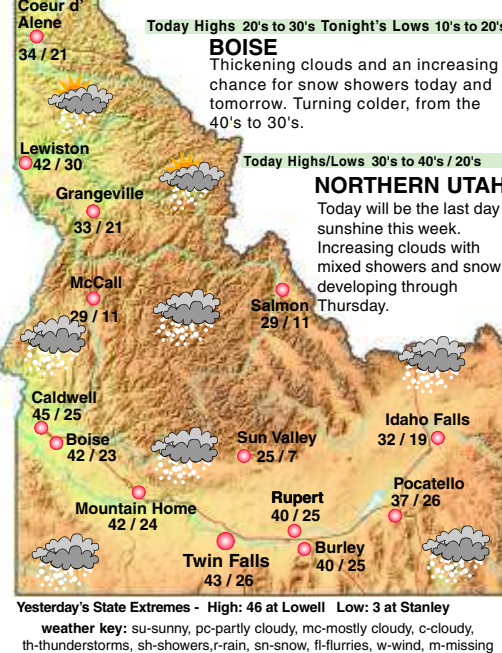 Coeur d'
Alene
34 / 21
Today Highs 20's to 30's Tonight's Lows 10's to 20's
BOISE
Thickening clouds and an increasing
chance for snow showers today and
tomorrow. Turning colder, from the
40's to 30's.
Lewiston
42 / 30
Today Highs/Lows 30's to 40's / 20's
Grangeville
33 / 21
NORTHERN UTAH
Today will be the last day
sunshine this week.
Increasing clouds with
mixed showers and snow
developing through
Thursday.
McCall
29 / 11
Salmon
29 / 11
Caldwell
45 / 25
Boise
42 / 23
Sun Valley
25 / 7
Idaho Falls
32 / 19
Mountain Home
42 / 24
Rupert
40 / 25
Pocatello
37 / 26
Twin Falls
43 / 26
Burley
40 / 25
Yesterday's State Extremes - High: 46 at Lowell Low: 3 at Stanley
weather key: su-sunny, pc-partly cloudy, mc-mostly cloudy, c-cloudy,
th-thunderstorms, sh-showers,r-rain, sn-snow, fl-flurries, w-wind, m-missing